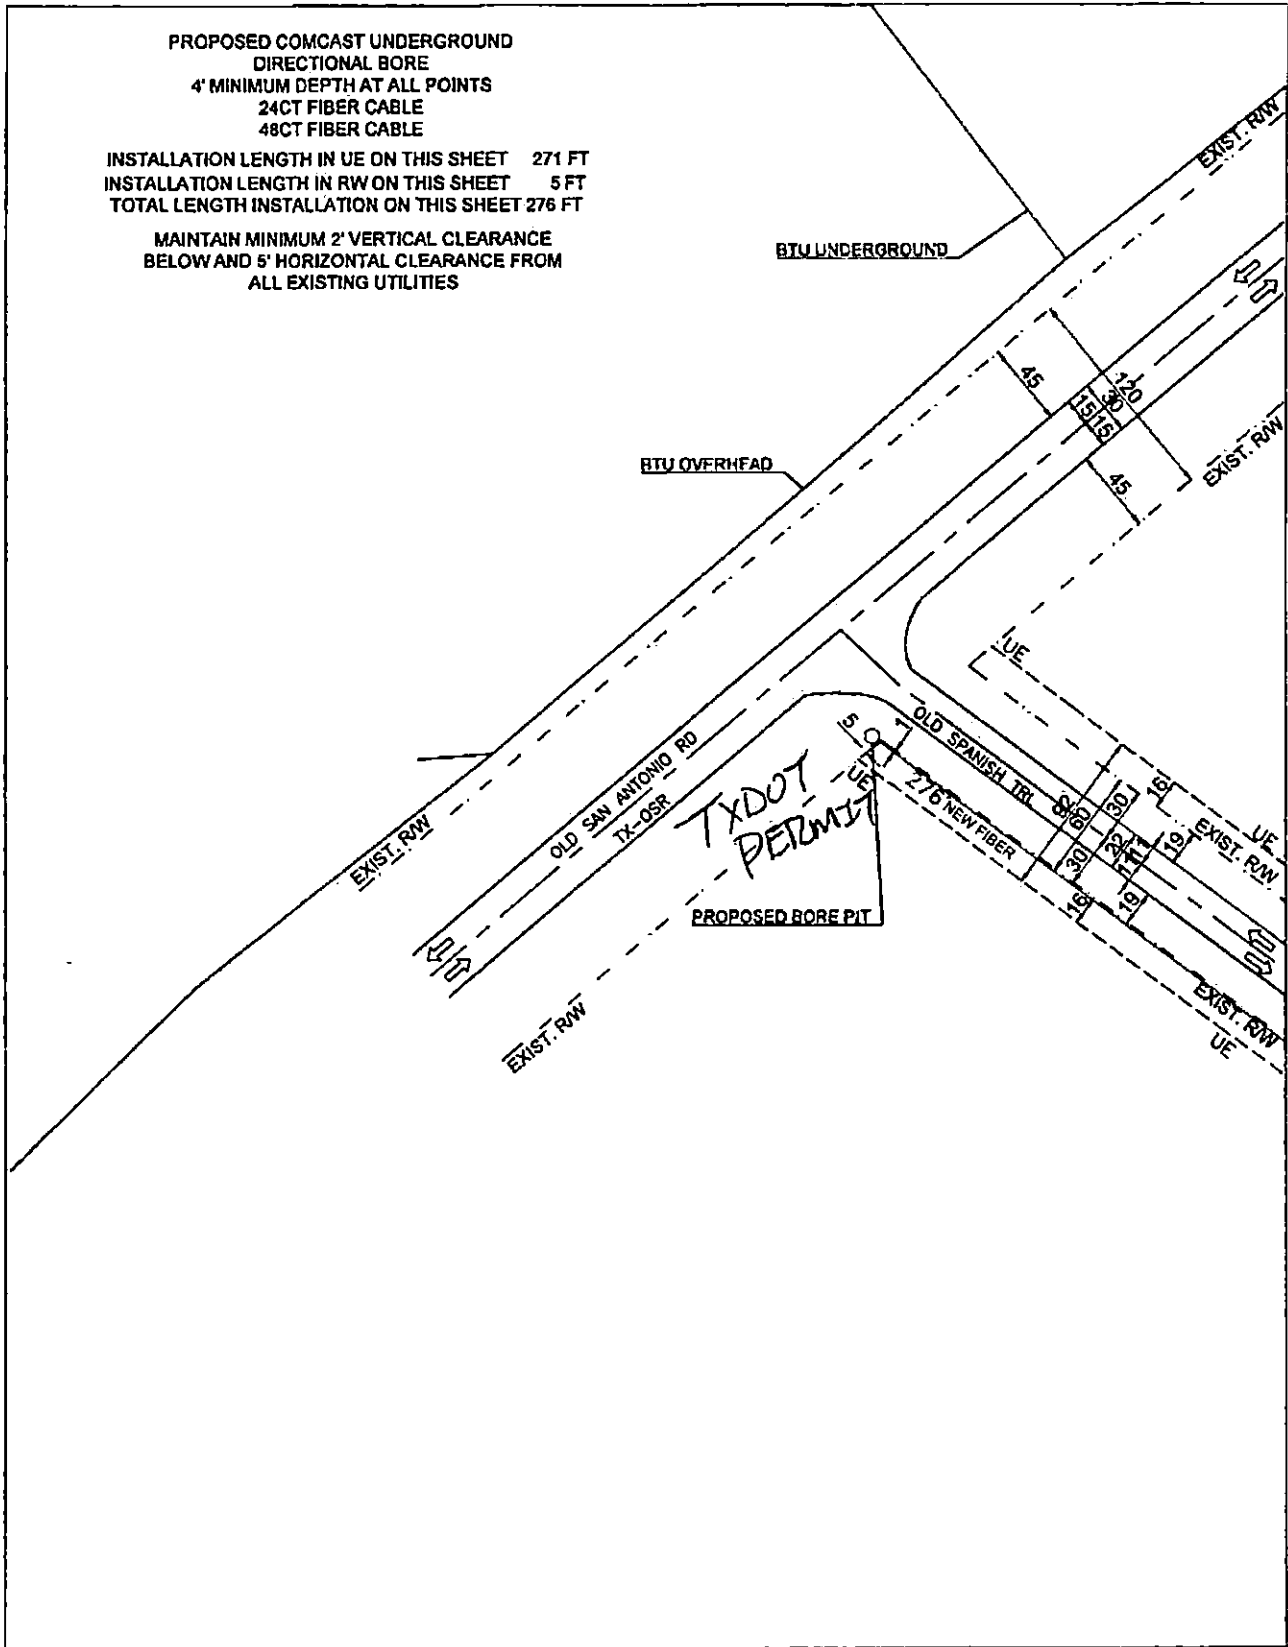 PROPOSED COMCAST UNDERGROUND
DIRECTIONAL BORE
4' MINIMUM DEPTH AT ALL POINTS
24CT FIBER CABLE
48CT FIBER CABLE
INSTALLATION LENGTH IN UE ON THIS SHEET 271 FT
INSTALLATION LENGTH IN RW ON THIS SHEET 5 FT
TOTAL LENGTH INSTALLATION ON THIS SHEET 276 FT
MAINTAIN MINIMUM 2' VERTICAL CLEARANCE
BELOW AND 5' HORIZONTAL CLEARANCE FROM
ALL EXISTING UTILITIES
EXIST. R/W
BTU UNDERGROUND
45
120
30
15
15
EXIST. R/W
BTU OVERHEAD
45
UE
OLD SPANISH TRL
5
1
OLD SAN ANTONIO RD
TX-OSR
TXDOT
PERMIT
UE
276 NEW FIBER
60
30
16
22
11
11
19
30
16
19
UE
EXIST. R/W
EXIST. R/W
PROPOSED BORE PIT
EXIST. R/W
UE
EXIST. R/W